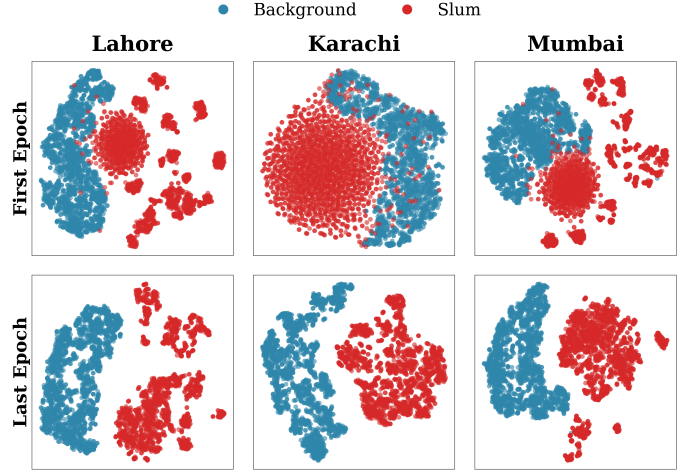 Background Slum
Lahore Karachi Mumbai
First Epoch
Last Epoch